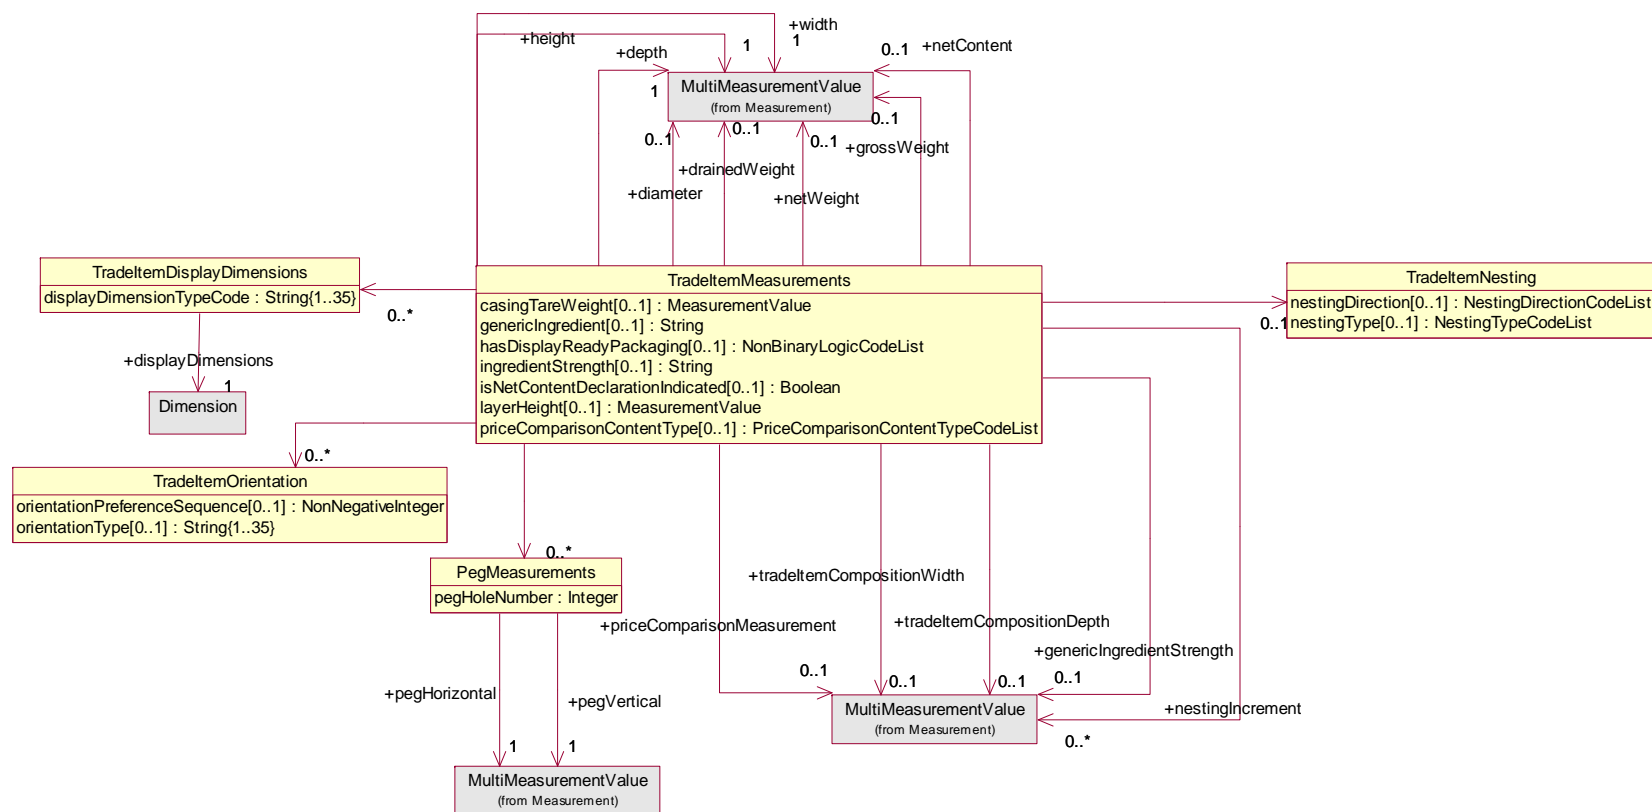 +width
1
+height
1
+depth
1
0..1
+netContent
MultiMeasurementValue
(from Measurement)
0..1
0..1
0..1
0..1
+grossWeight
+drainedWeight
+diameter
+netWeight
TradeItemDisplayDimensions
displayDimensionTypeCode : String{1..35}
0..*
+displayDimensions
1
Dimension
TradeItemMeasurements
casingTareWeight[0..1] : MeasurementValue
genericIngredient[0..1] : String
hasDisplayReadyPackaging[0..1] : NonBinaryLogicCodeList
ingredientStrength[0..1] : String
isNetContentDeclarationIndicated[0..1] : Boolean
layerHeight[0..1] : MeasurementValue
priceComparisonContentType[0..1] : PriceComparisonContentTypeCodeList
TradeItemNesting
nestingDirection[0..1] : NestingDirectionCodeList
nestingType[0..1] : NestingTypeCodeList
0..1
0..*
TradeItemOrientation
orientationPreferenceSequence[0..1] : NonNegativeInteger
orientationType[0..1] : String{1..35}
0..*
PegMeasurements
pegHoleNumber : Integer
+pegHorizontal
+pegVertical
1
1
MultiMeasurementValue
(from Measurement)
+tradeItemCompositionWidth
+priceComparisonMeasurement
+tradeItemCompositionDepth
+genericIngredientStrength
0..1
0..1
0..1
0..1
+nestingIncrement
0..*
MultiMeasurementValue
(from Measurement)